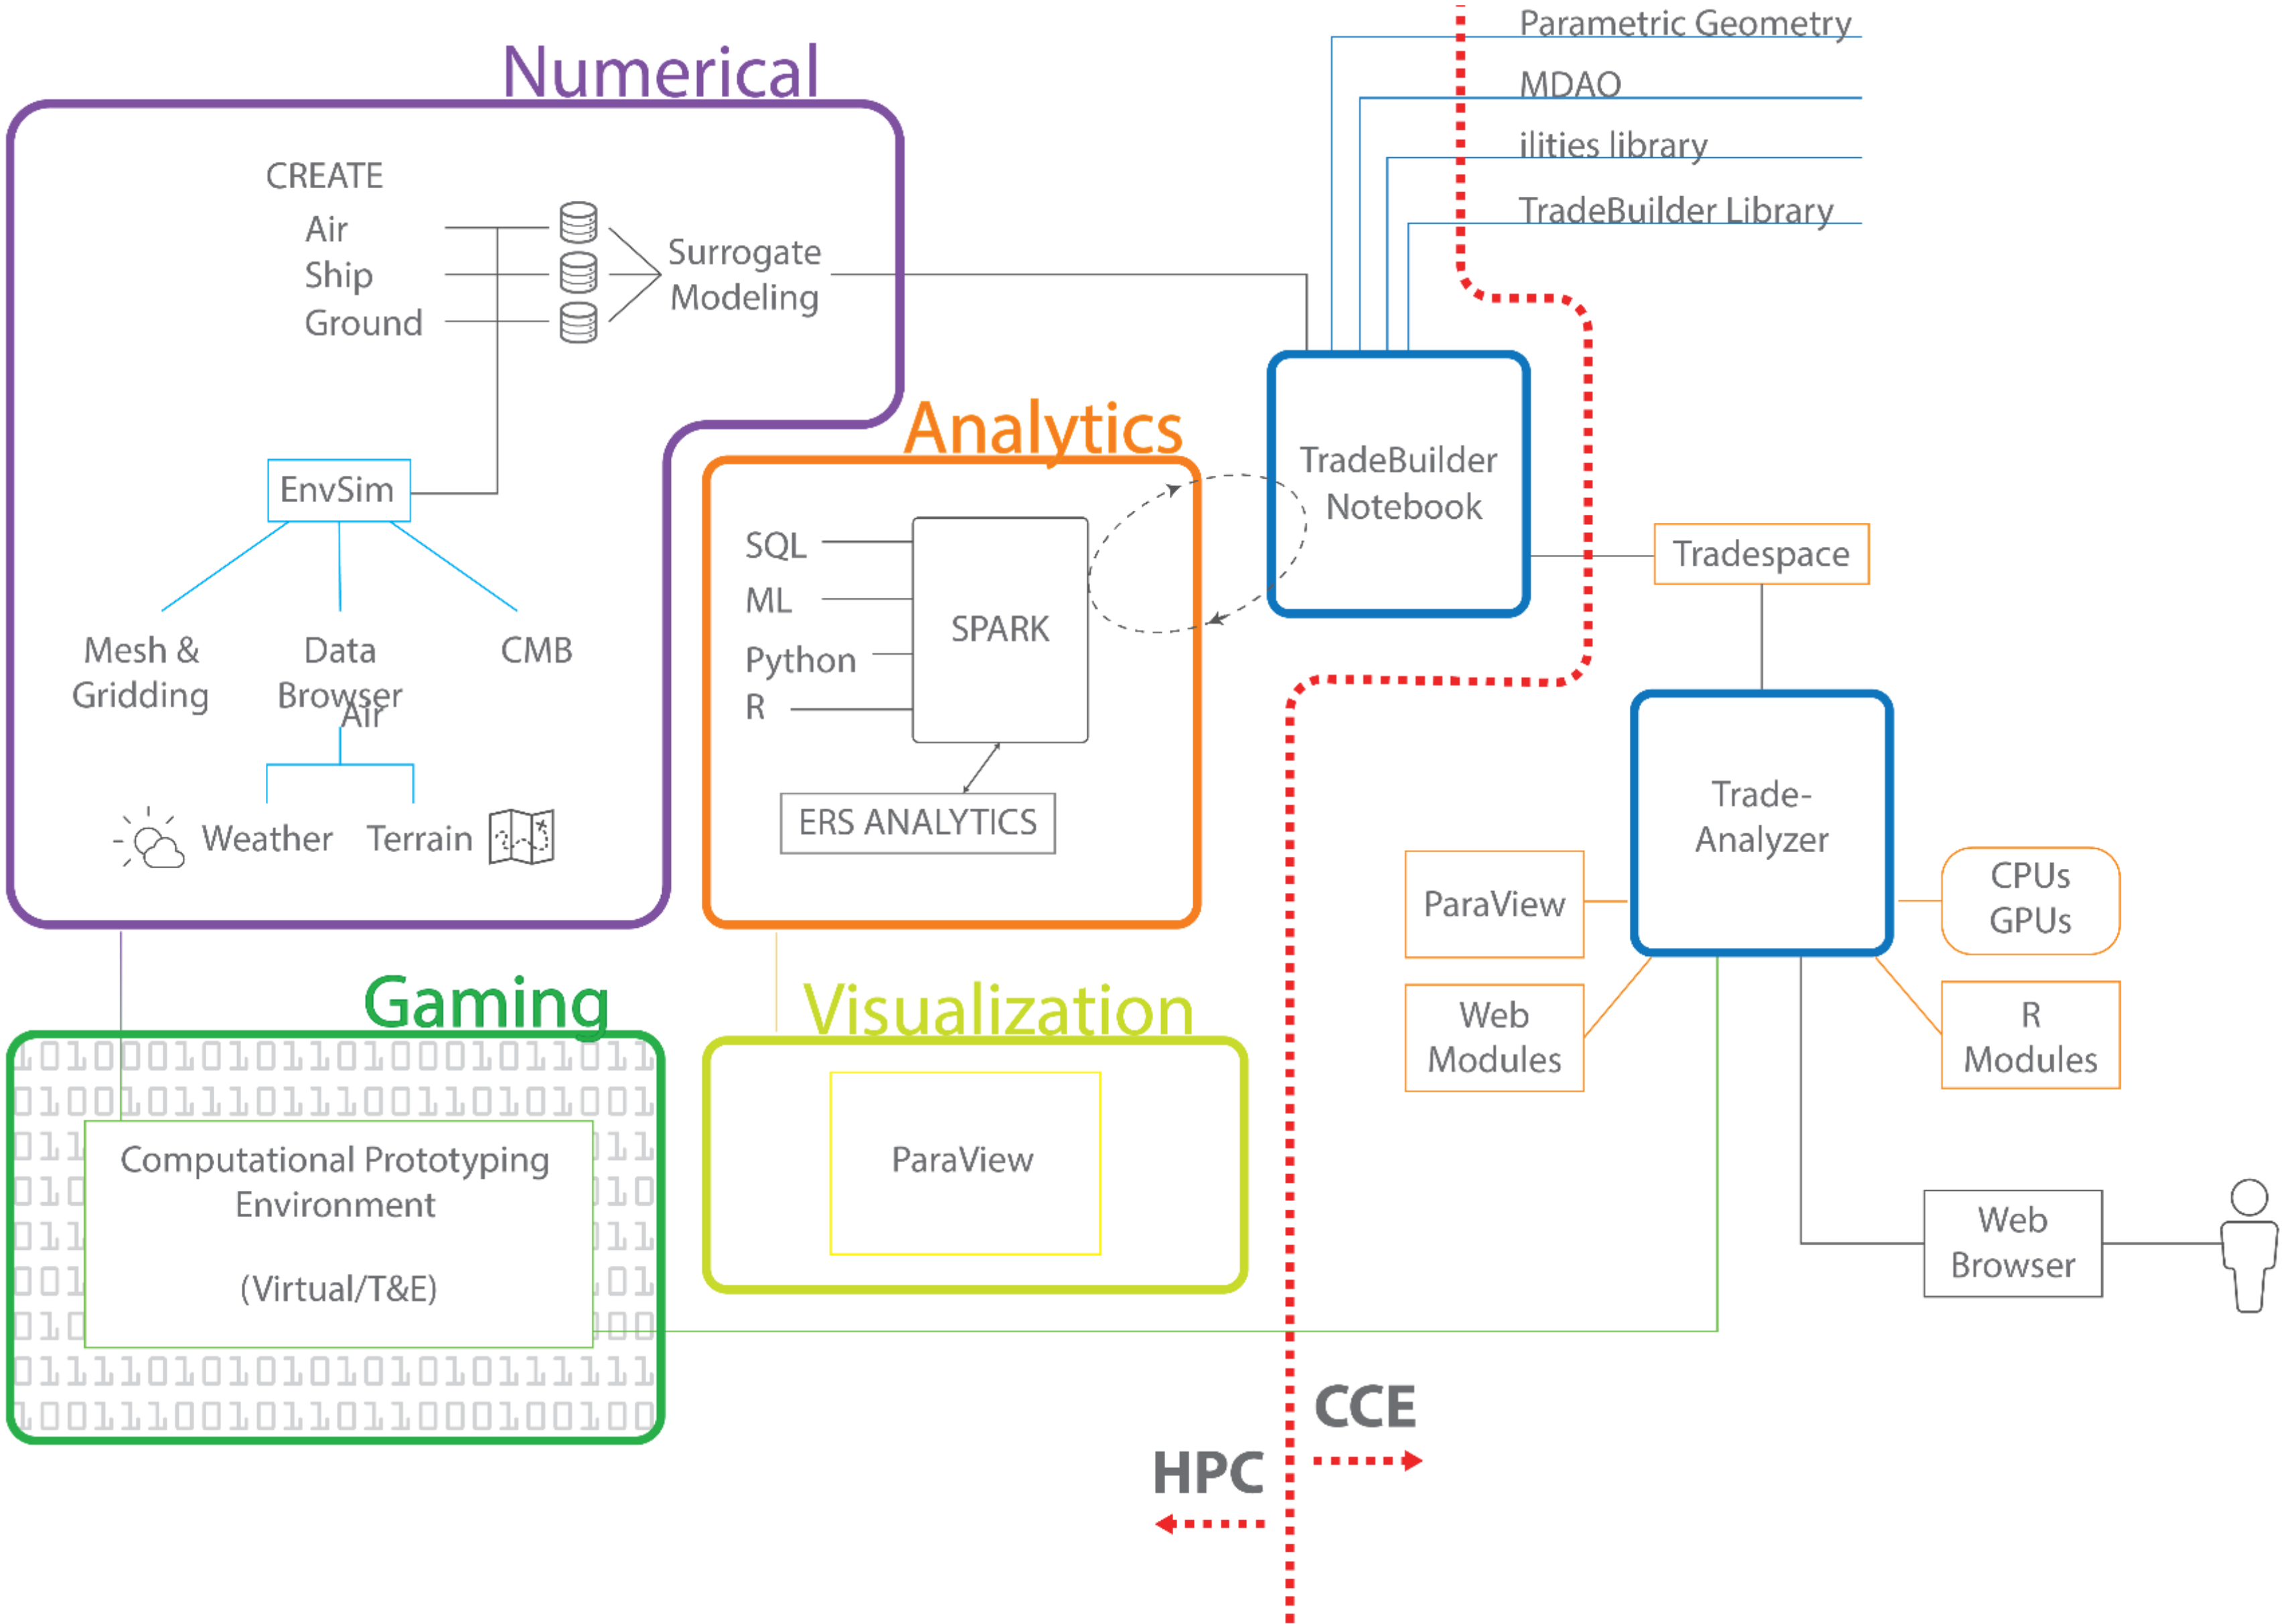 Numerical
CREATE
Air
Ship
Ground
Surrogate
Modeling
EnvSim
Mesh &
Gridding
Data
Browser
Air
CMB
Weather
Terrain
Analytics
SQL
ML
Python
R
SPARK
ERS ANALYTICS
Parametric Geometry
MDAO
ilities library
TradeBuilder Library
TradeBuilder
Notebook
Tradespace
Trade-
Analyzer
ParaView
Web
Modules
CPUs
GPUs
R
Modules
Web
Browser
Gaming
Computational Prototyping
Environment
(Virtual/T&E)
Visualization
ParaView
CCE
HPC